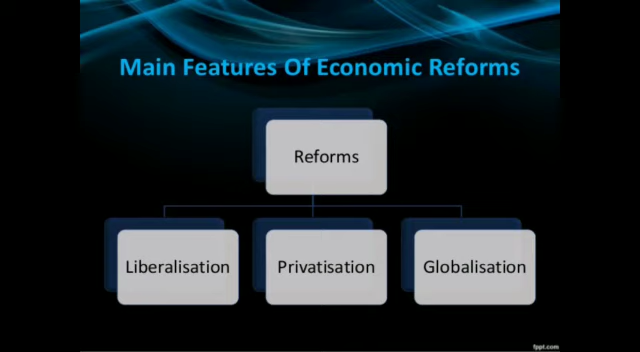 Main Features Of Economic Reforms
Reforms
Liberalisation
Privatisation
Globalisation
fppt.com